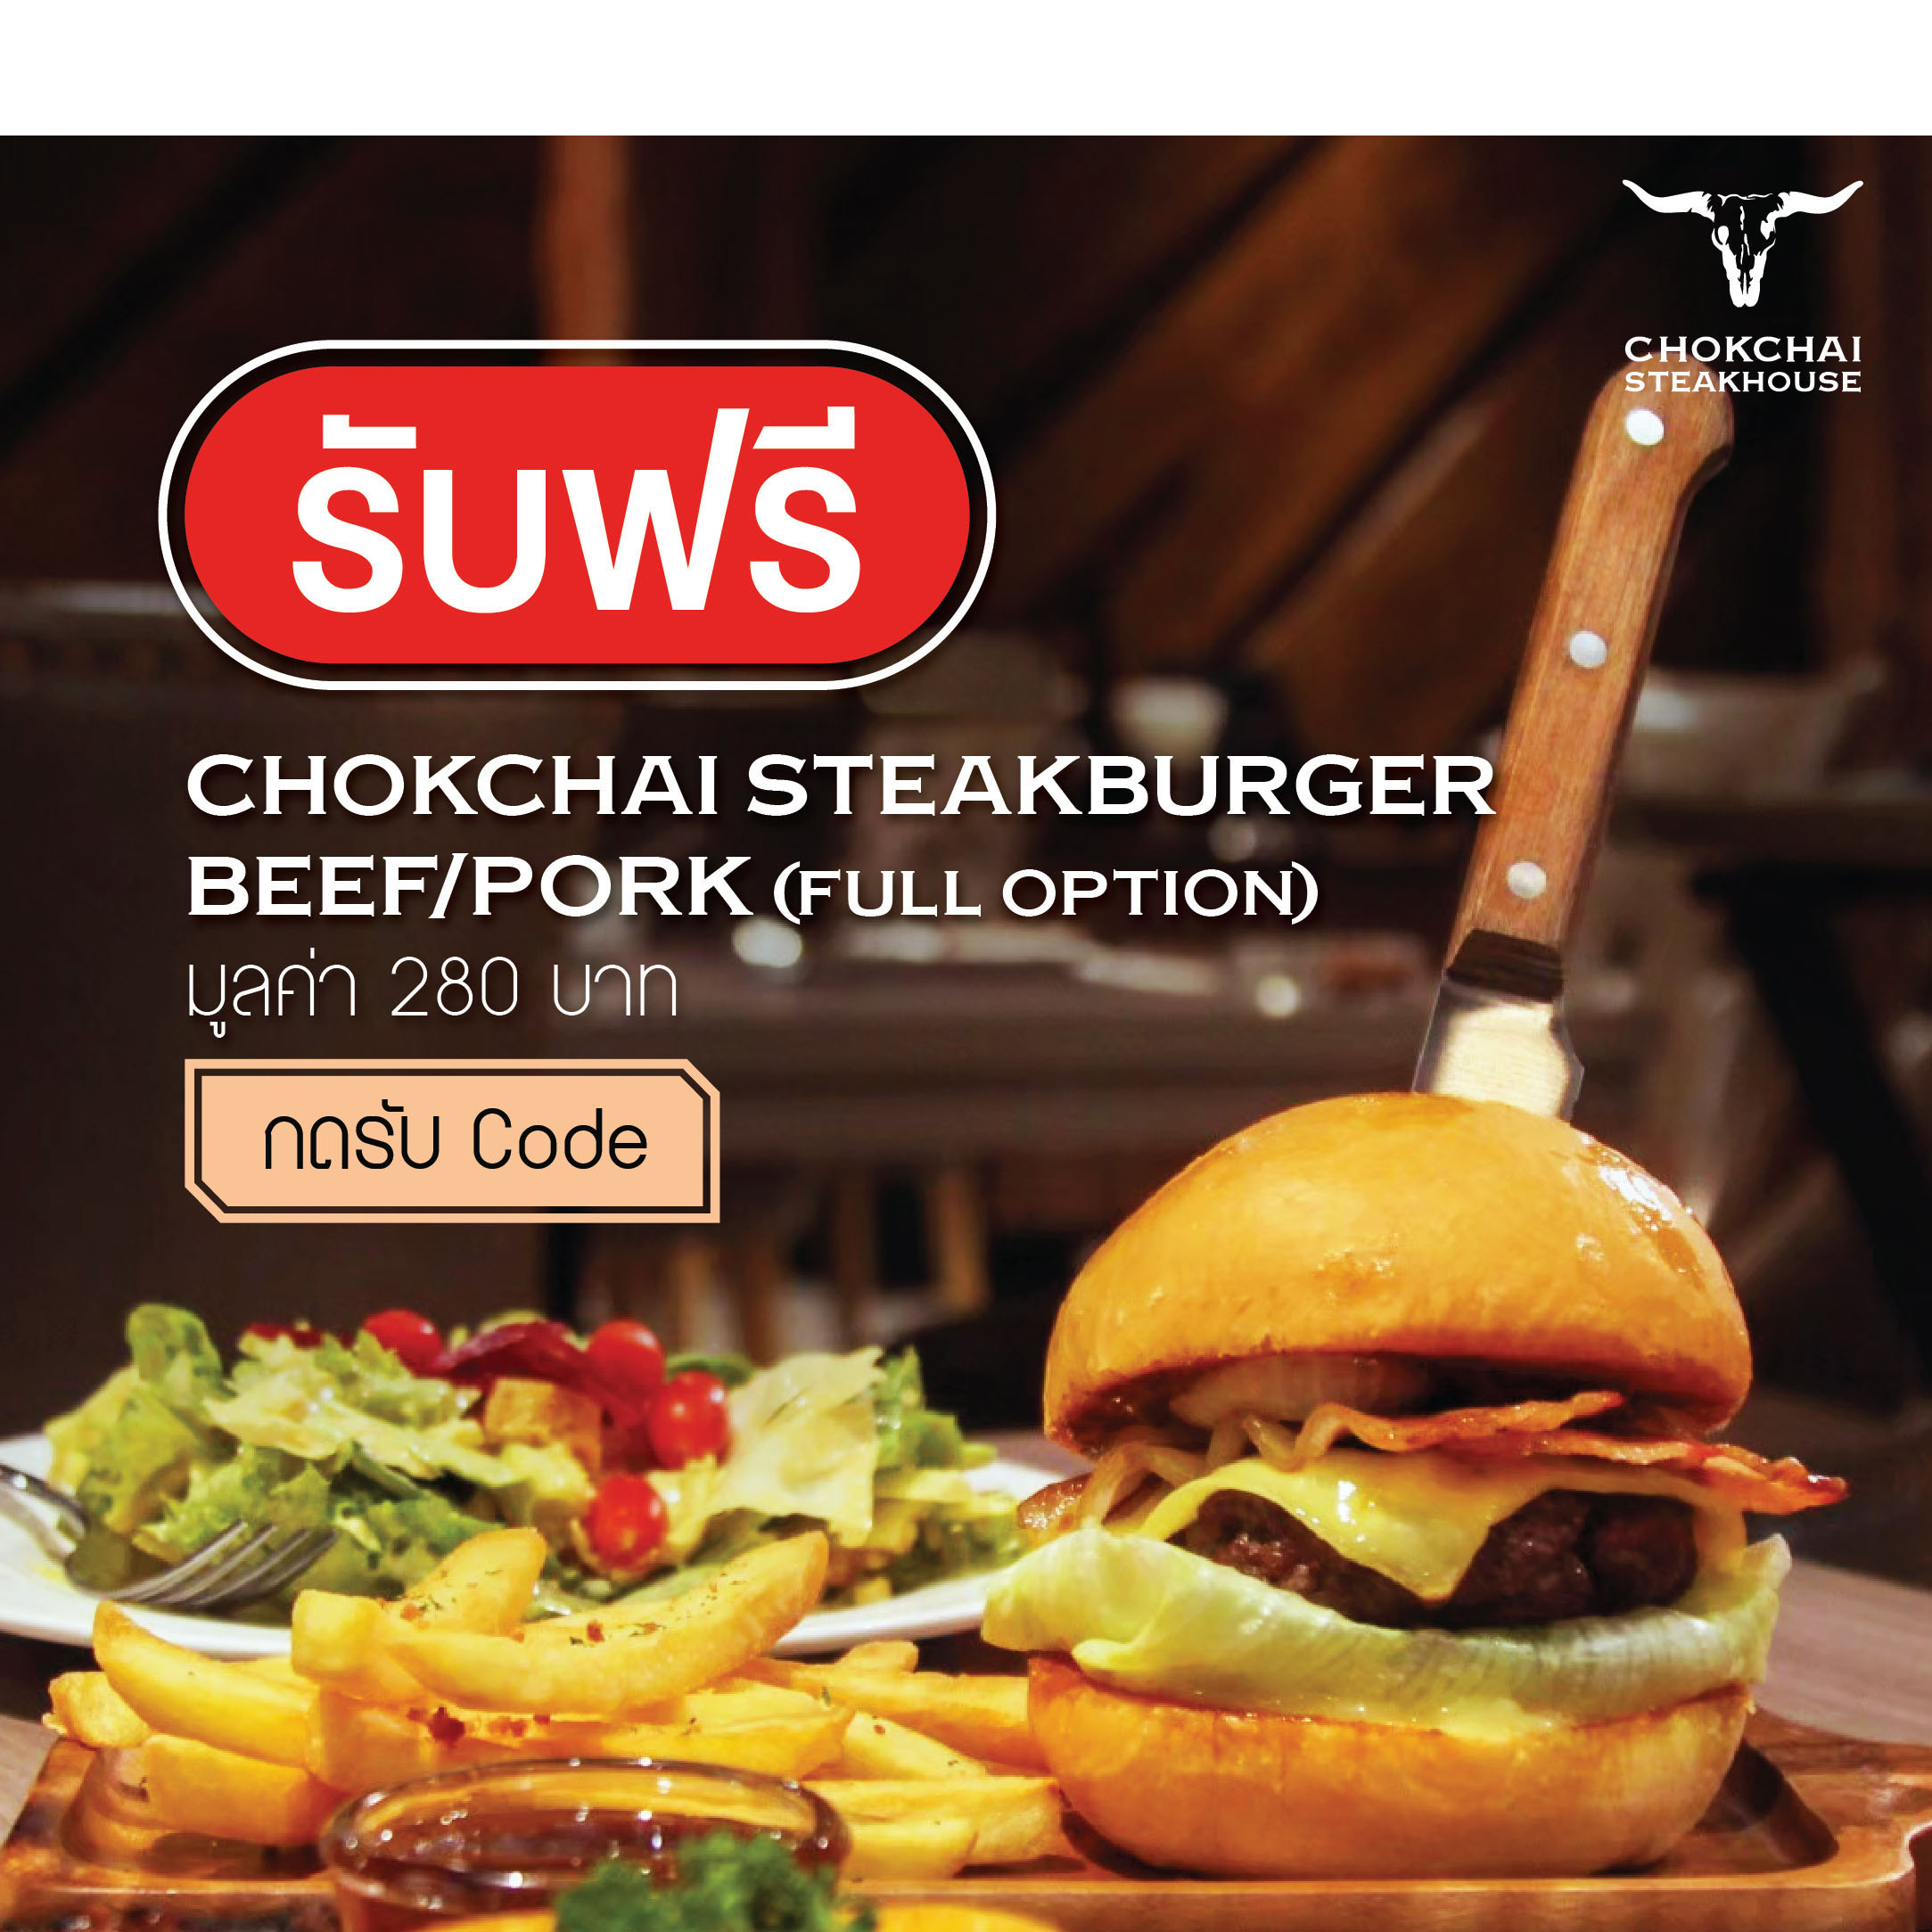 CHOKCHAI
STEAKHOUSE
รับฟรี
CHOKCHAI STEAKBURGER
BEEF/PORK (FULL OPTION)
มูลค่า 280 บาท
กดรับ Code